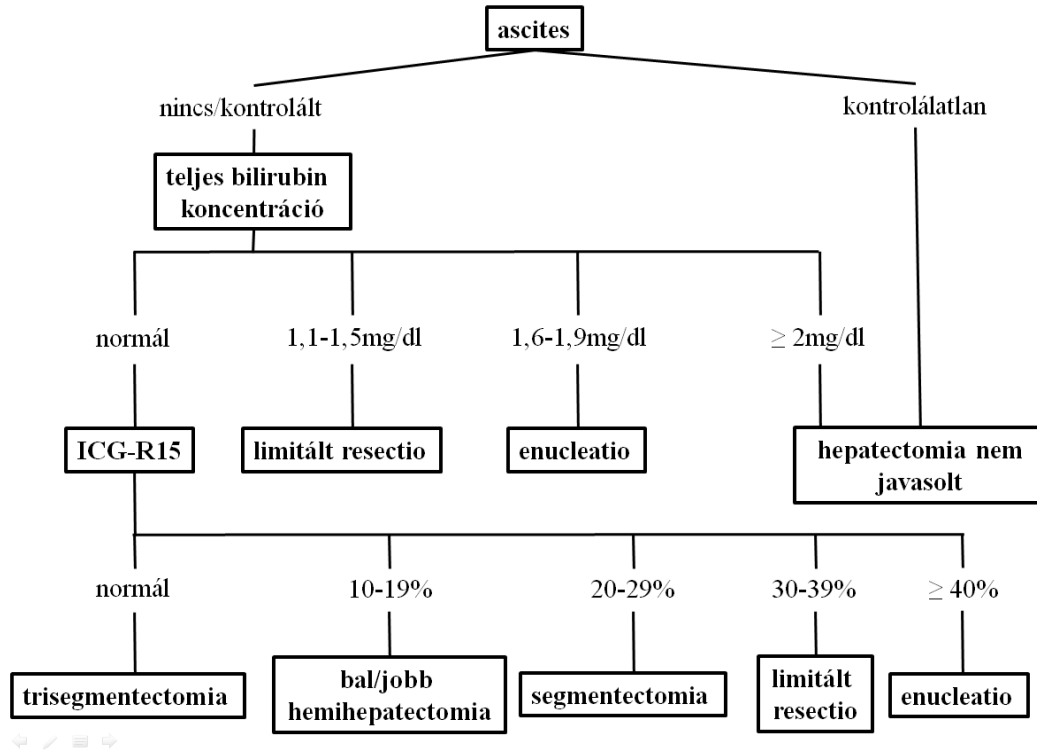 ascites
nincs/kontrolált
kontrolálatlan
teljes bilirubin
koncentráció
normál
1,1-1,5mg/dl
1,6-1,9mg/dl
≥ 2mg/dl
ICG-R15
limitált resectio
enucleatio
hepatectomia nem
javasolt
normál
10-19%
20-29%
30-39%
≥ 40%
trisegmentectomia
bal/jobb
hemihepatectomia
segmentectomia
limitált
resectio
enucleatio